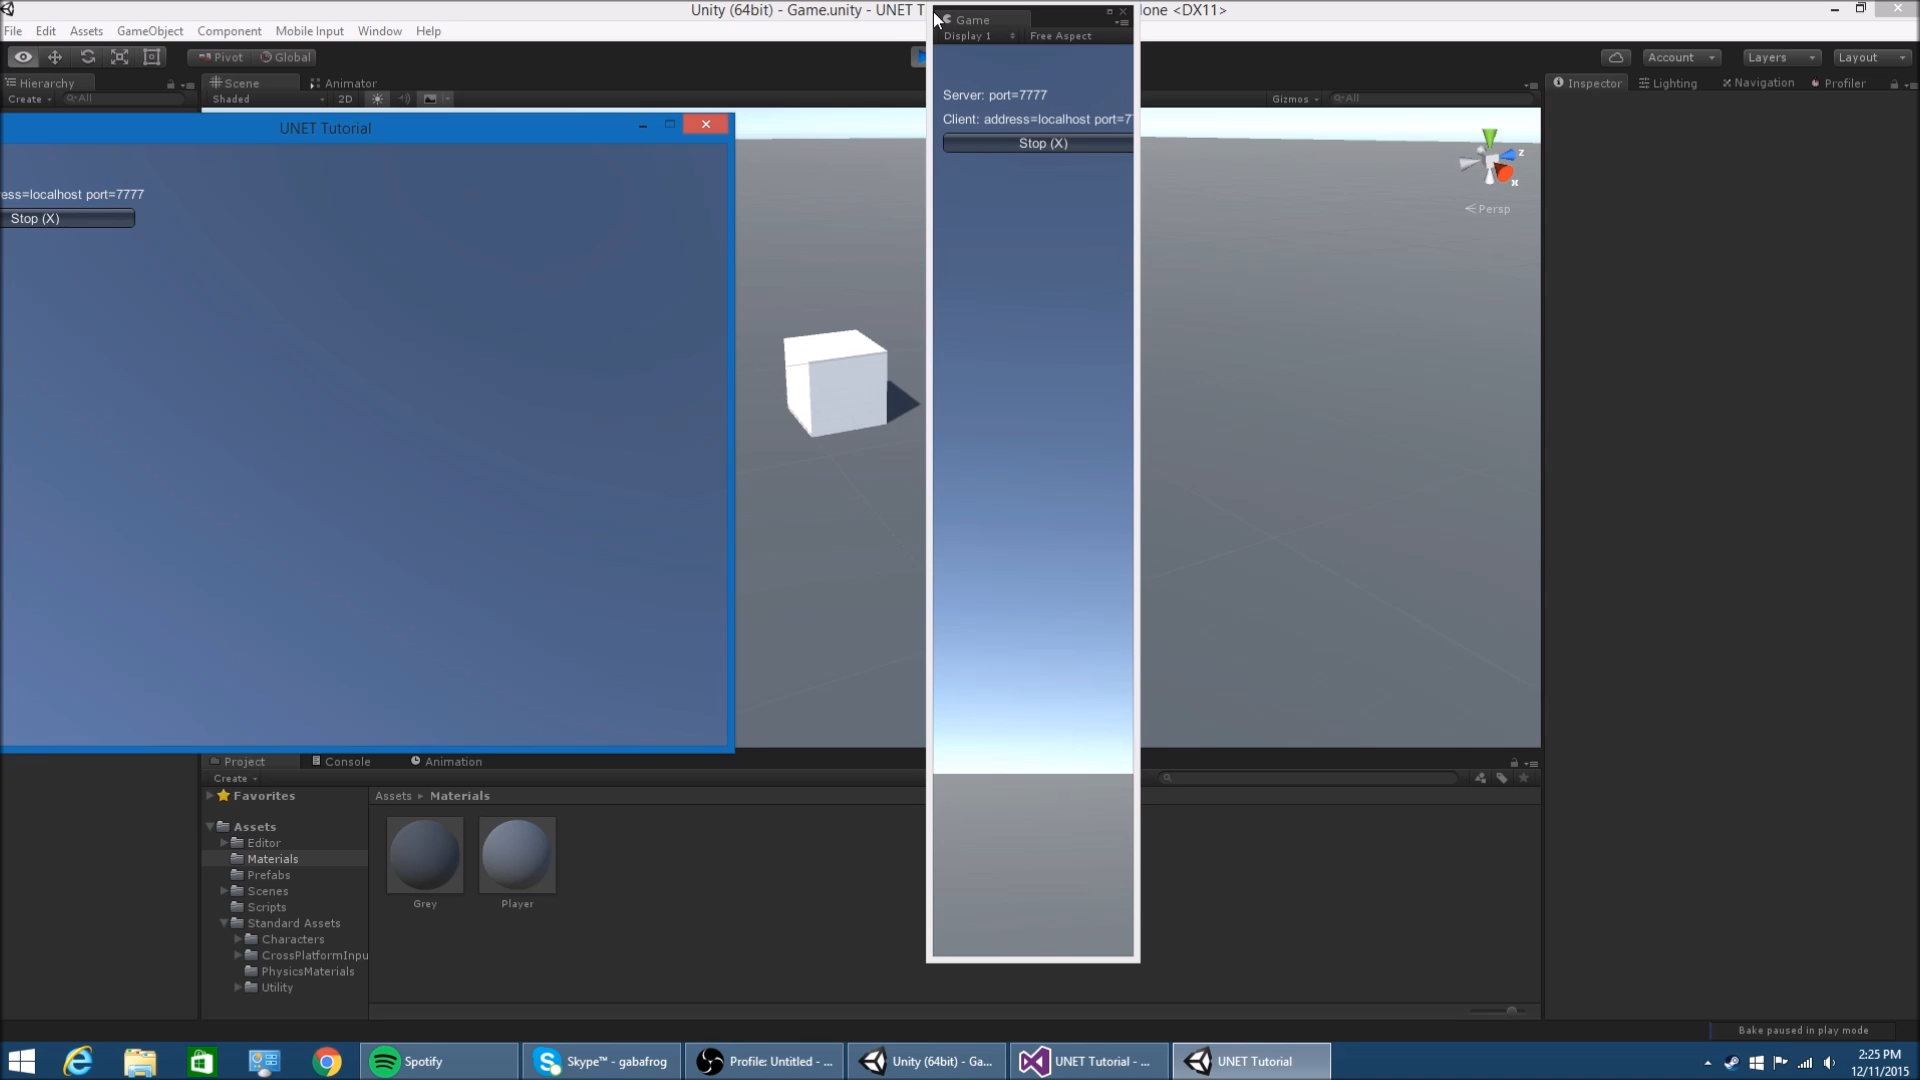 Unity (64bit) - Game.unity - UNET T
lone <DX11>
File Edit Assets GameObject Component Mobile Input Window Help
Pivot Global
Account Layers Layout
Hierarchy
Create All
Scene Animator
Shaded 2D
Gizmos All
Inspector Lighting Navigation Profiler
Game
Display 1 Free Aspect
Server: port=7777
Client: address=localhost port=7
Stop (X)
UNET Tutorial
ess=localhost port=7777
Stop (X)
z
x
Persp
Project Console Animation
Create
Favorites
Assets
Editor
Materials
Prefabs
Scenes
Scripts
Standard Assets
Characters
CrossPlatformInpu
PhysicsMaterials
Utility
Assets Materials
Grey Player
Bake paused in play mode
Spotify
Skype™ - gabafrog
Profile: Untitled - ...
Unity (64bit) - Ga...
UNET Tutorial - ...
UNET Tutorial
2:25 PM
12/11/2015